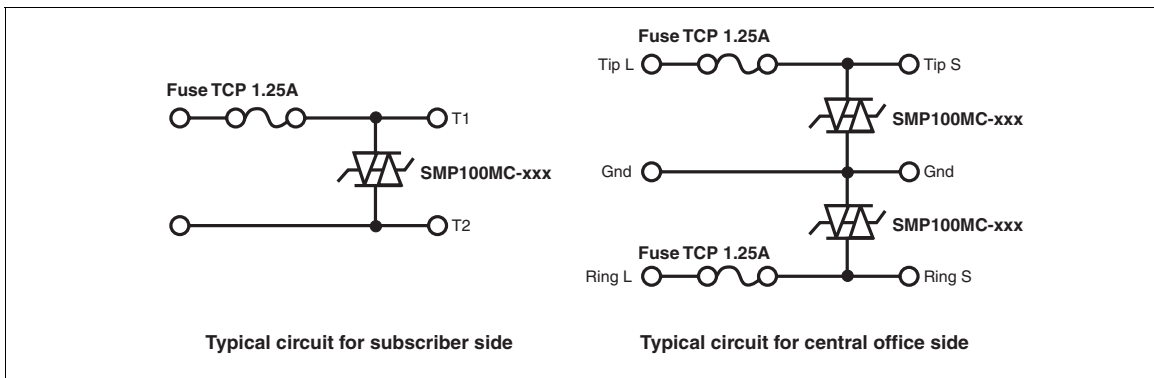 Fuse TCP 1.25A
T1
SMP100MC-xxx
T2
Typical circuit for subscriber side
Fuse TCP 1.25A
Tip L
Tip S
SMP100MC-xxx
Gnd
Gnd
SMP100MC-xxx
Fuse TCP 1.25A
Ring L
Ring S
Typical circuit for central office side